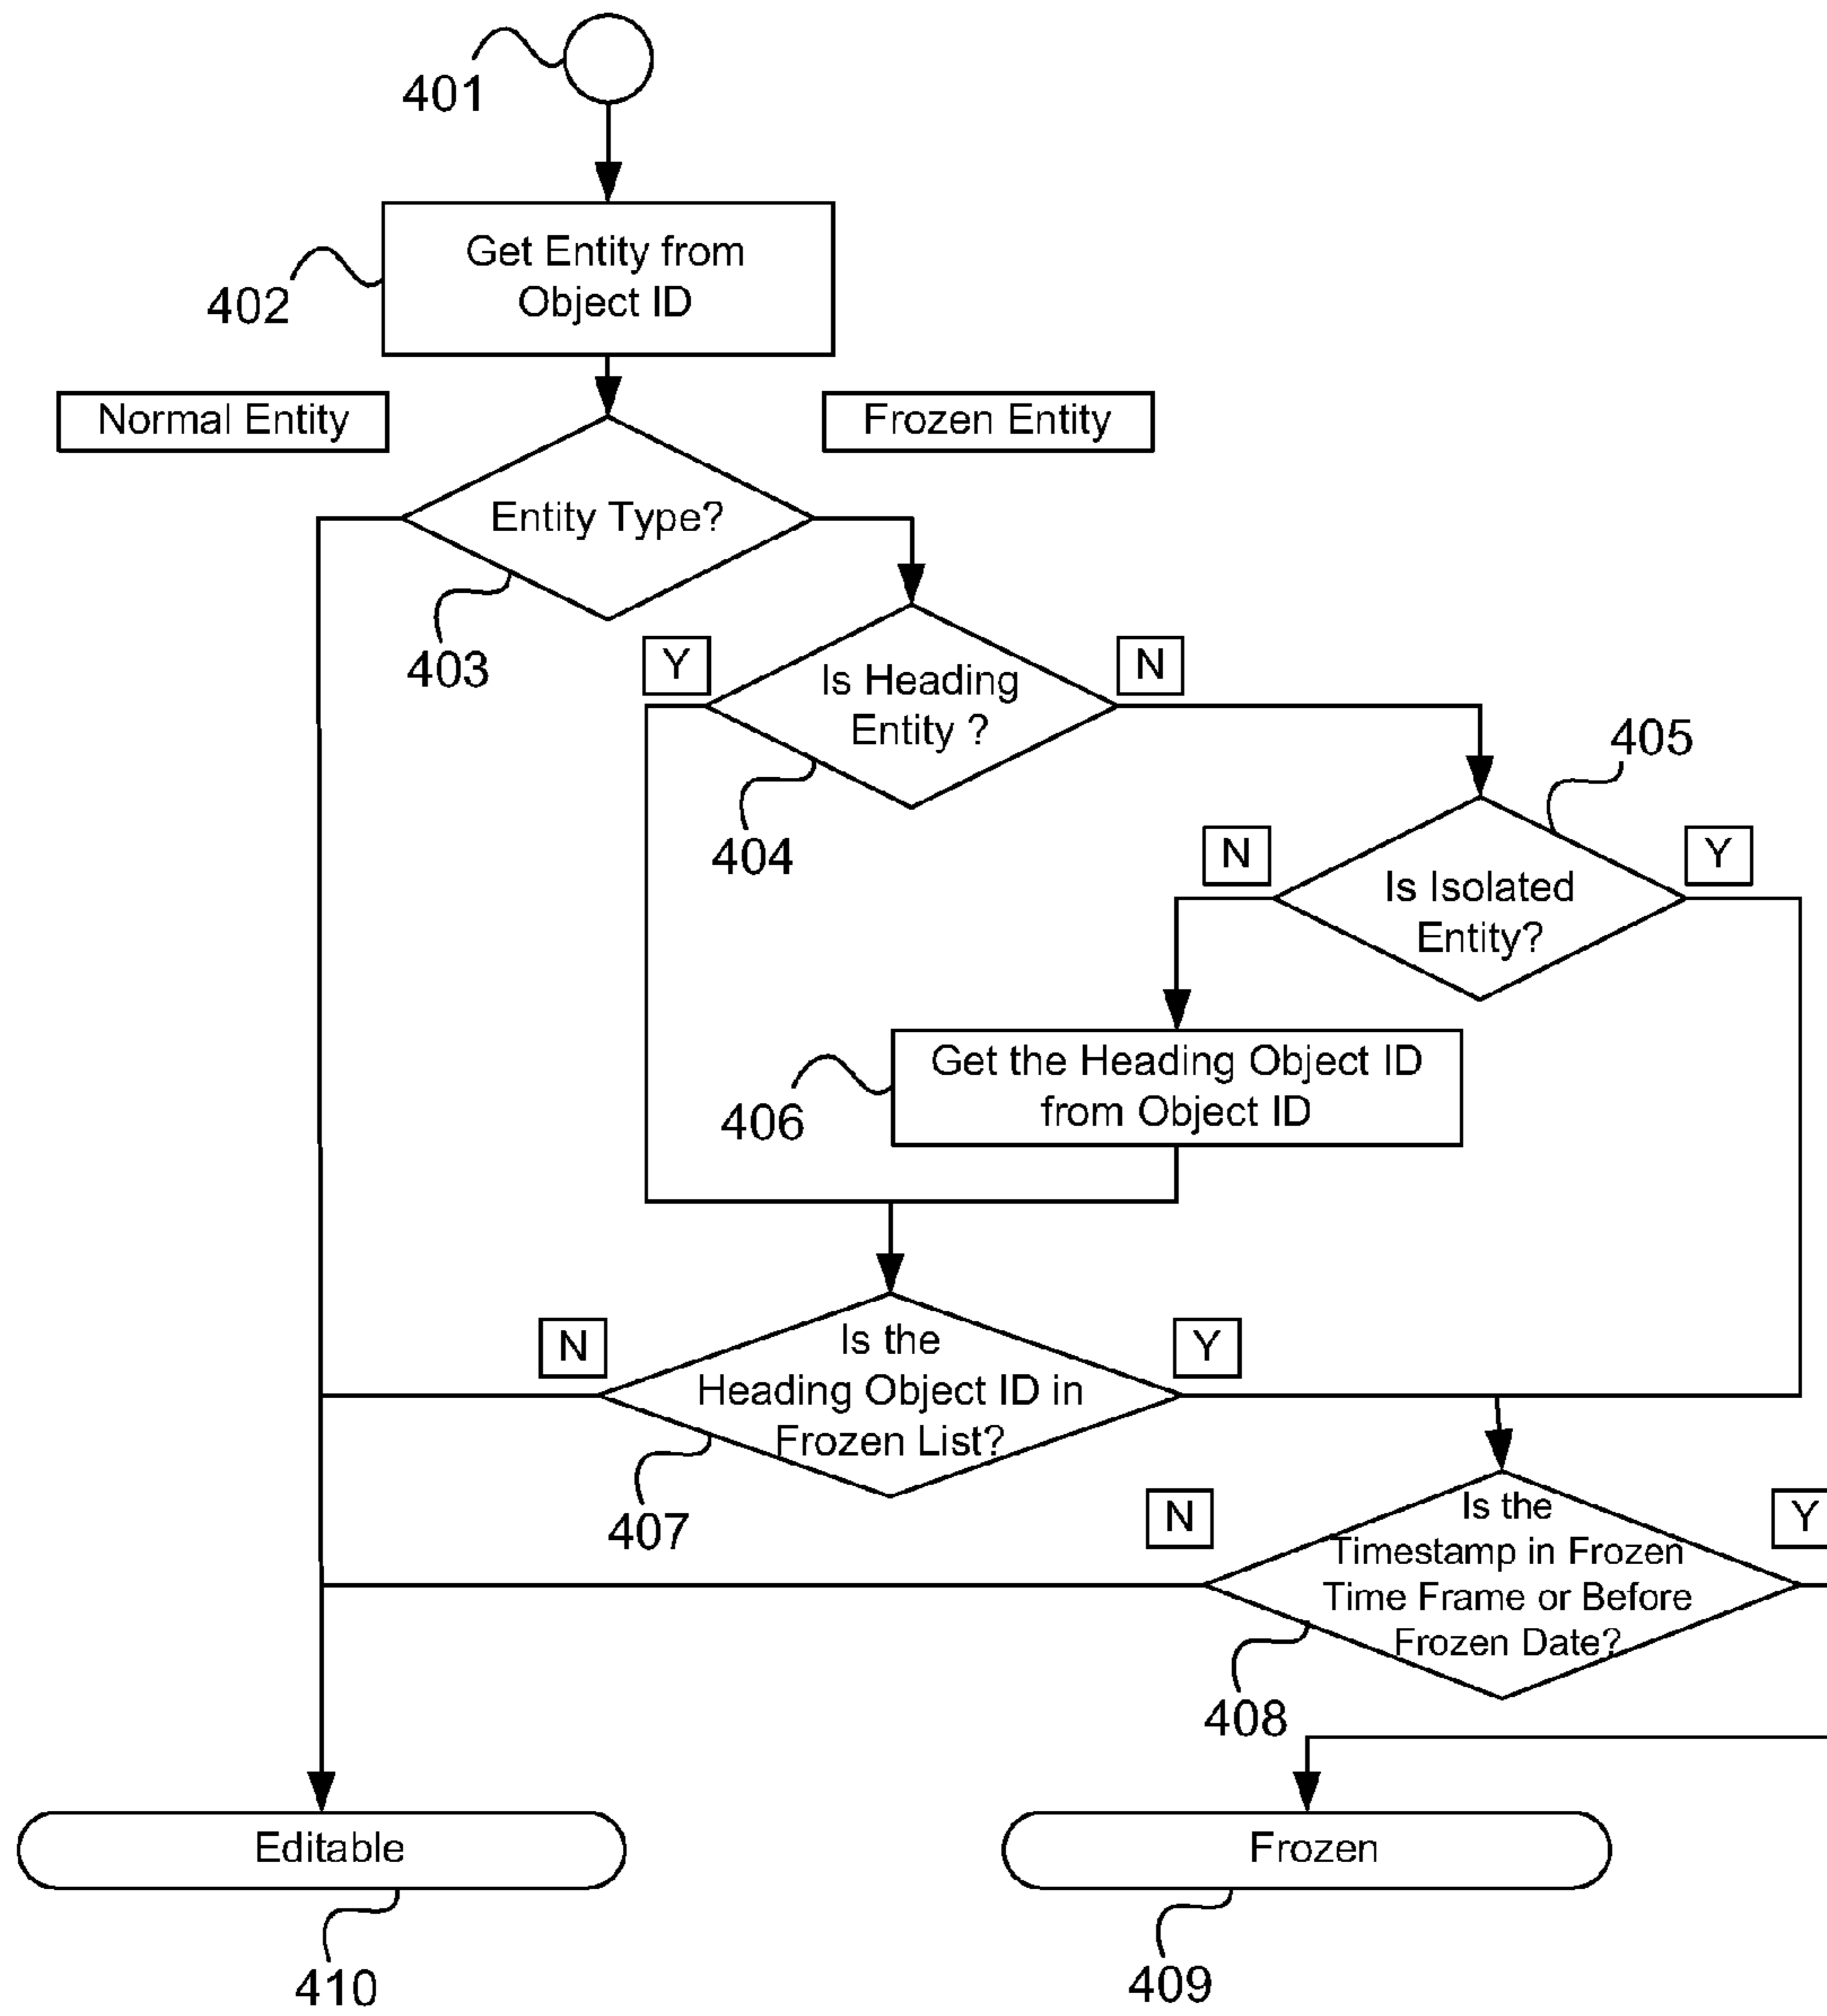 401
Get Entity from
Object ID
402
Normal Entity
Frozen Entity
Entity Type?
403
Y
Is Heading
Entity ?
N
404
405
N
Is Isolated
Entity?
Y
Get the Heading Object ID
from Object ID
406
N
Is the
Heading Object ID in
Frozen List?
Y
407
N
Is the
Timestamp in Frozen
Time Frame or Before
Frozen Date?
Y
408
Editable
Frozen
410
409